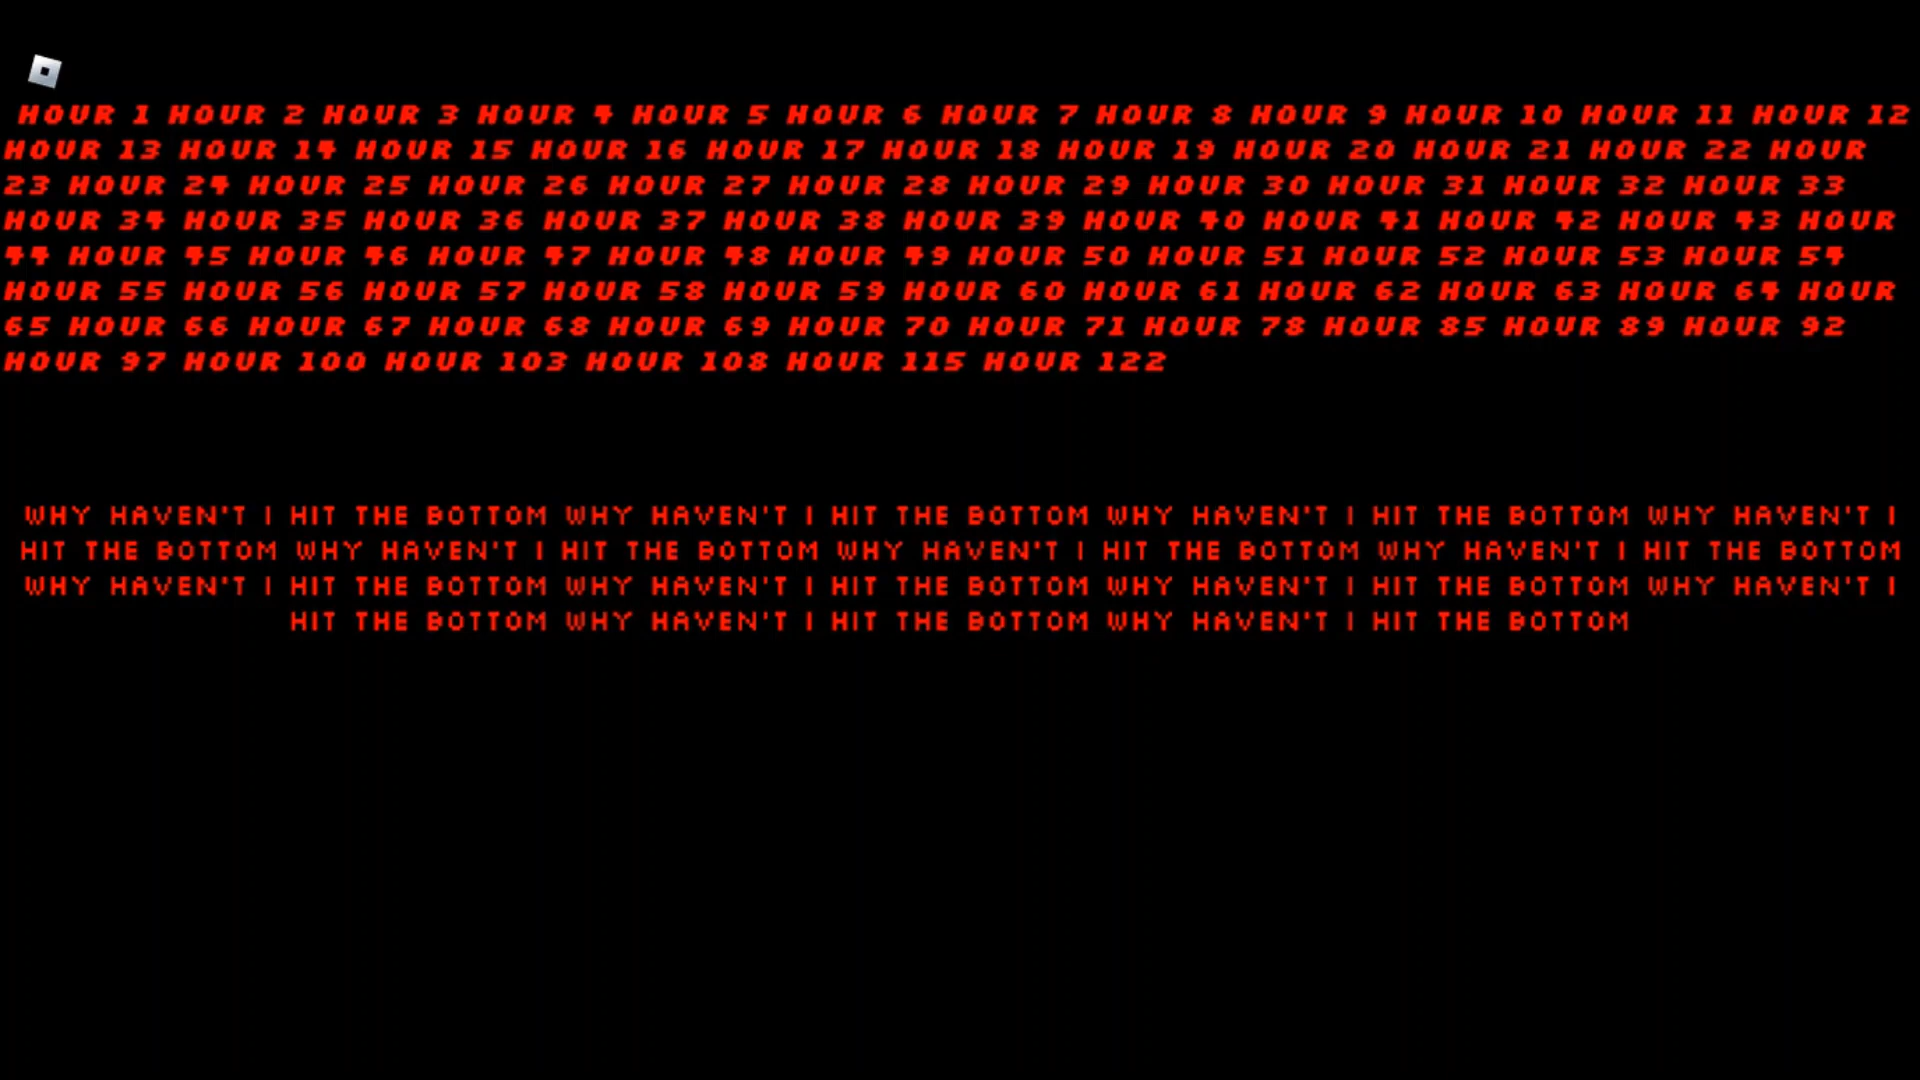 HOUR 1 HOUR 2 HOUR 3 HOUR 4 HOUR 5 HOUR 6 HOUR 7 HOUR 8 HOUR 9 HOUR 10 HOUR 11 HOUR 12
HOUR 13 HOUR 14 HOUR 15 HOUR 16 HOUR 17 HOUR 18 HOUR 19 HOUR 20 HOUR 21 HOUR 22 HOUR
23 HOUR 24 HOUR 25 HOUR 26 HOUR 27 HOUR 28 HOUR 29 HOUR 30 HOUR 31 HOUR 32 HOUR 33
HOUR 34 HOUR 35 HOUR 36 HOUR 37 HOUR 38 HOUR 39 HOUR 40 HOUR 41 HOUR 42 HOUR 43 HOUR
44 HOUR 45 HOUR 46 HOUR 47 HOUR 48 HOUR 49 HOUR 50 HOUR 51 HOUR 52 HOUR 53 HOUR 54
HOUR 55 HOUR 56 HOUR 57 HOUR 58 HOUR 59 HOUR 60 HOUR 61 HOUR 62 HOUR 63 HOUR 64 HOUR
65 HOUR 66 HOUR 67 HOUR 68 HOUR 69 HOUR 70 HOUR 71 HOUR 78 HOUR 85 HOUR 89 HOUR 92
HOUR 97 HOUR 100 HOUR 103 HOUR 108 HOUR 115 HOUR 122
WHY HAVEN'T I HIT THE BOTTOM WHY HAVEN'T I HIT THE BOTTOM WHY HAVEN'T I HIT THE BOTTOM WHY HAVEN'T I
HIT THE BOTTOM WHY HAVEN'T I HIT THE BOTTOM WHY HAVEN'T I HIT THE BOTTOM WHY HAVEN'T I HIT THE BOTTOM
WHY HAVEN'T I HIT THE BOTTOM WHY HAVEN'T I HIT THE BOTTOM WHY HAVEN'T I HIT THE BOTTOM WHY HAVEN'T I
HIT THE BOTTOM WHY HAVEN'T I HIT THE BOTTOM WHY HAVEN'T I HIT THE BOTTOM